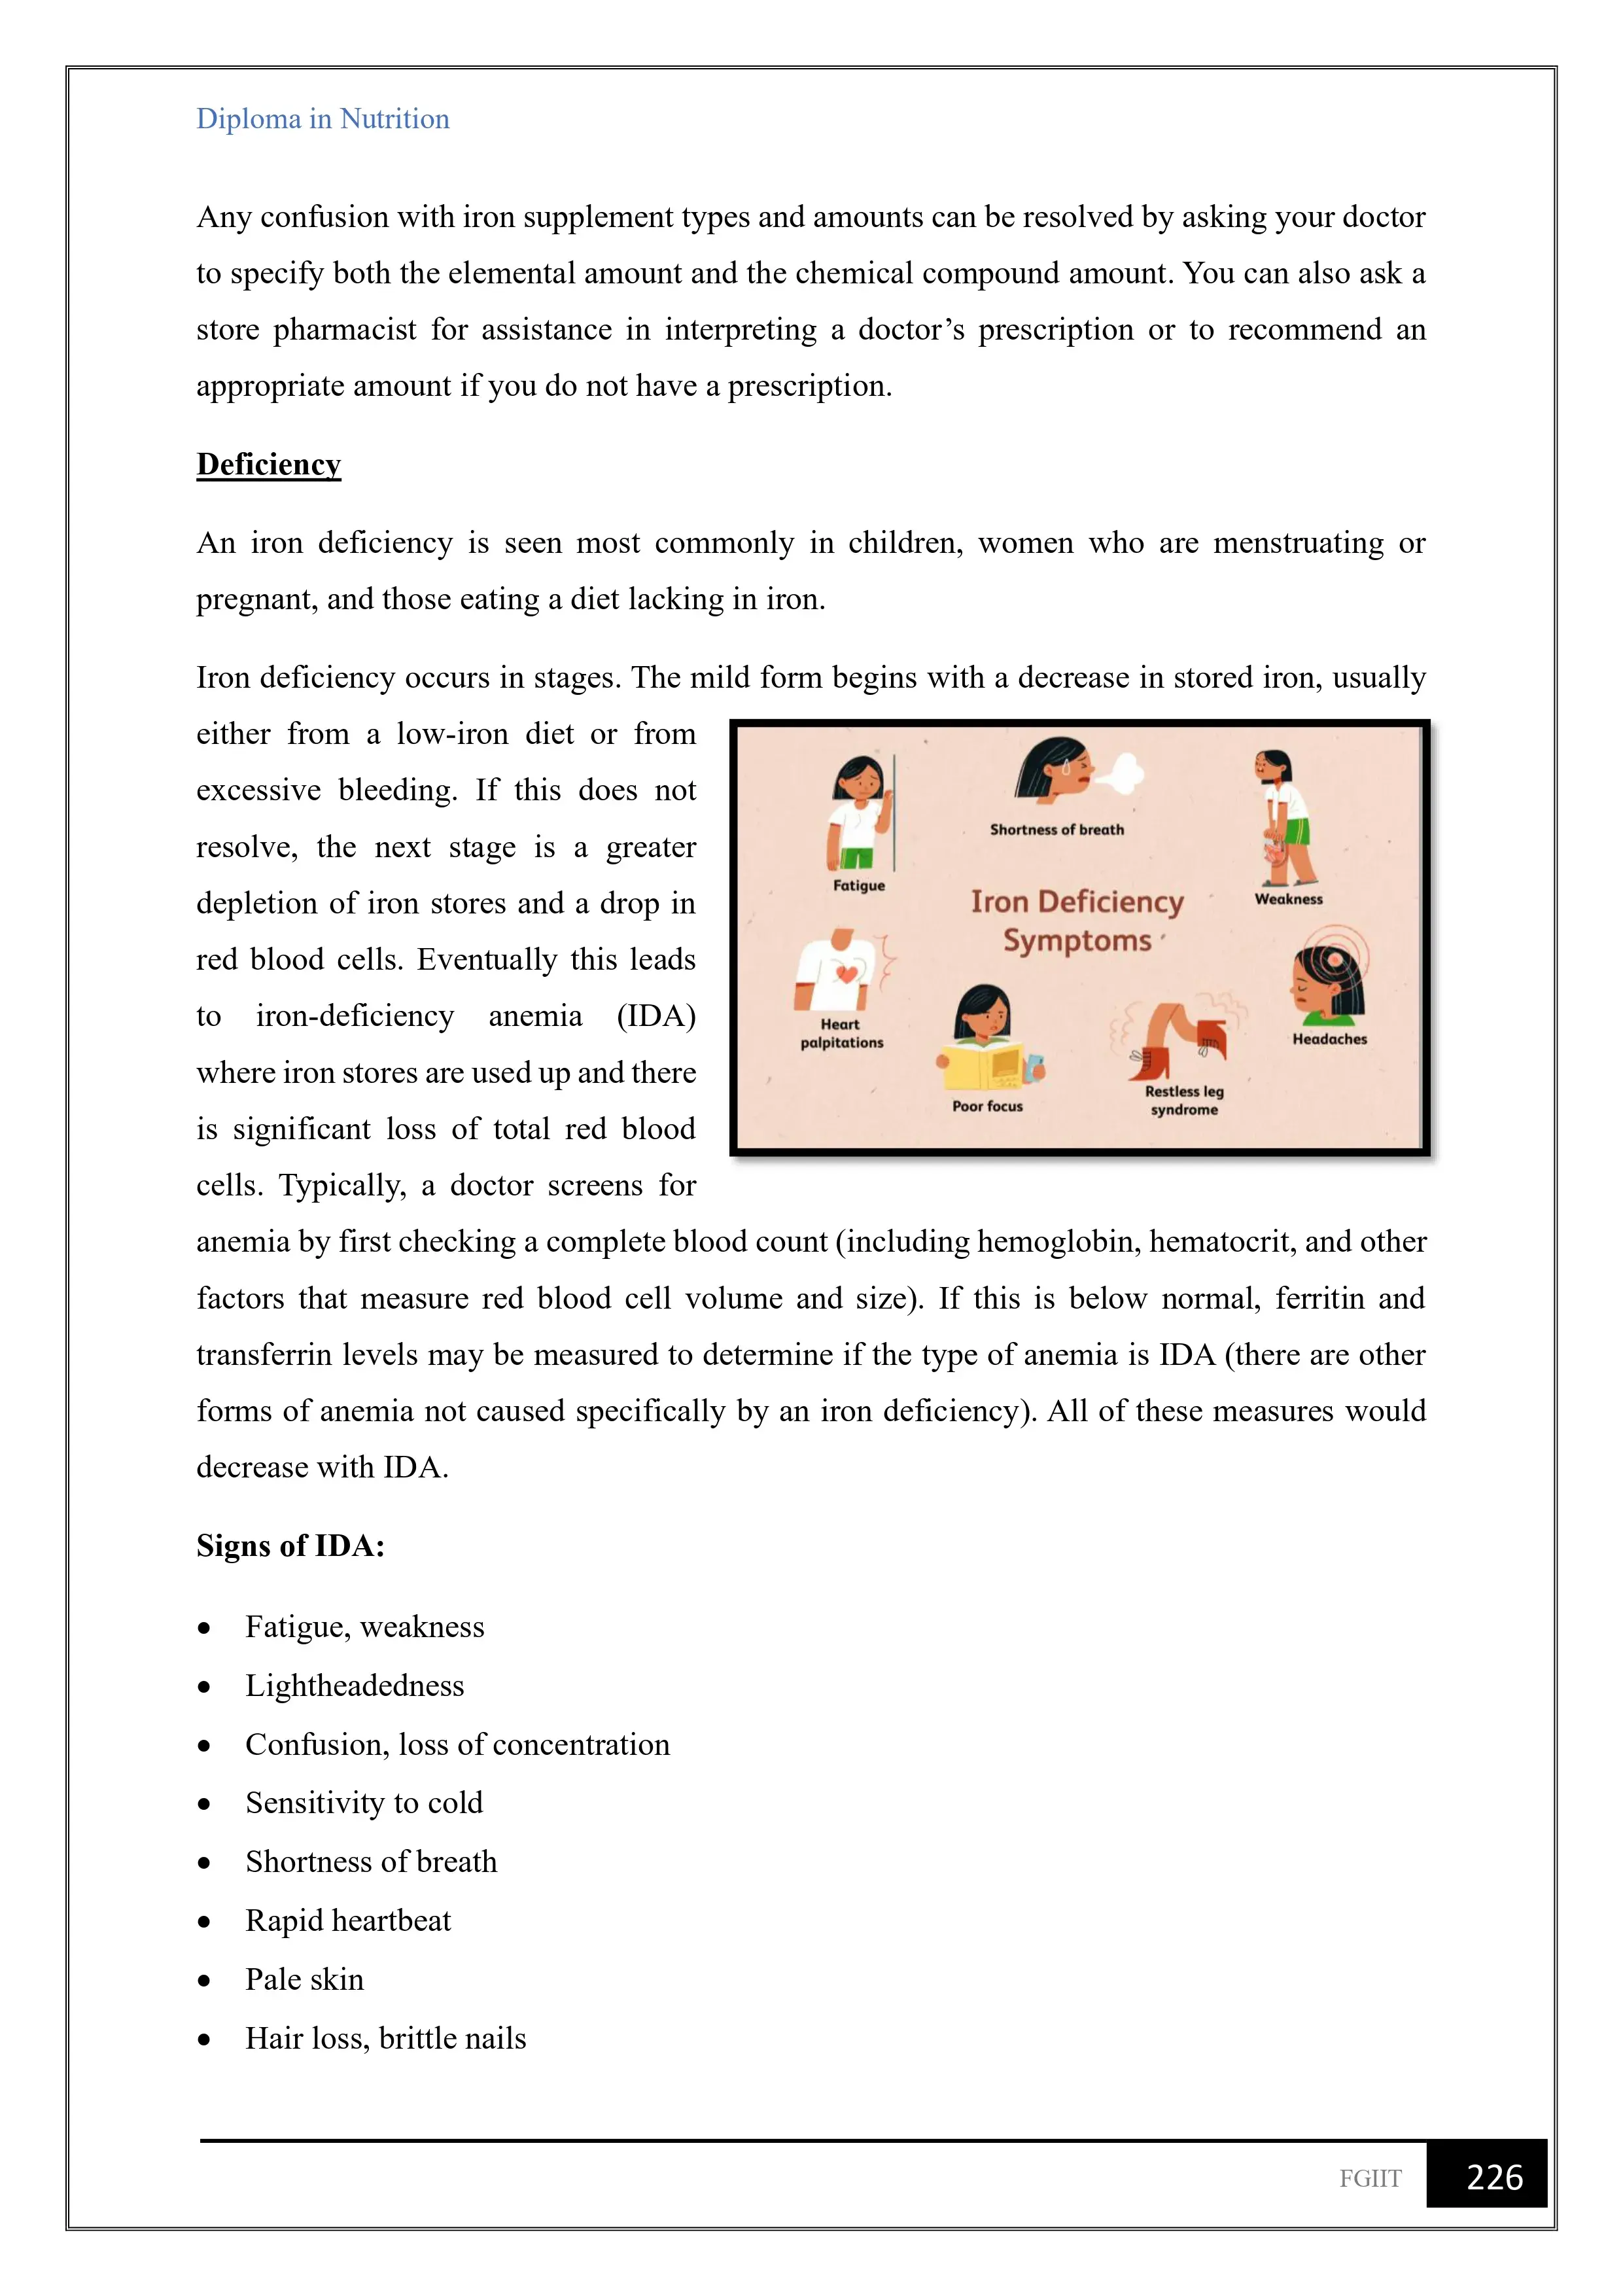 Diploma in Nutrition
Any confusion with iron supplement types and amounts can be resolved by asking your doctor
to specify both the elemental amount and the chemical compound amount. You can also ask a
store pharmacist for assistance in interpreting a doctor’s prescription or to recommend an
appropriate amount if you do not have a prescription.
Deficiency
An iron deficiency is seen most commonly in children, women who are menstruating or
pregnant, and those eating a diet lacking in iron.
Iron deficiency occurs in stages. The mild form begins with a decrease in stored iron, usually
either from a low-iron diet or from
excessive bleeding. If this does not
resolve, the next stage is a greater
depletion of iron stores and a drop in
red blood cells. Eventually this leads
to iron-deficiency anemia (IDA)
where iron stores are used up and there
is significant loss of total red blood
cells. Typically, a doctor screens for
Shortness of breath
Fatigue
Weakness
Iron Deficiency
Symptoms
Heart
palpitations
Headaches
Poor focus
Restless leg
syndrome
anemia by first checking a complete blood count (including hemoglobin, hematocrit, and other
factors that measure red blood cell volume and size). If this is below normal, ferritin and
transferrin levels may be measured to determine if the type of anemia is IDA (there are other
forms of anemia not caused specifically by an iron deficiency). All of these measures would
decrease with IDA.
Signs of IDA:
• Fatigue, weakness
• Lightheadedness
• Confusion, loss of concentration
• Sensitivity to cold
• Shortness of breath
• Rapid heartbeat
• Pale skin
• Hair loss, brittle nails
FGIIT 226